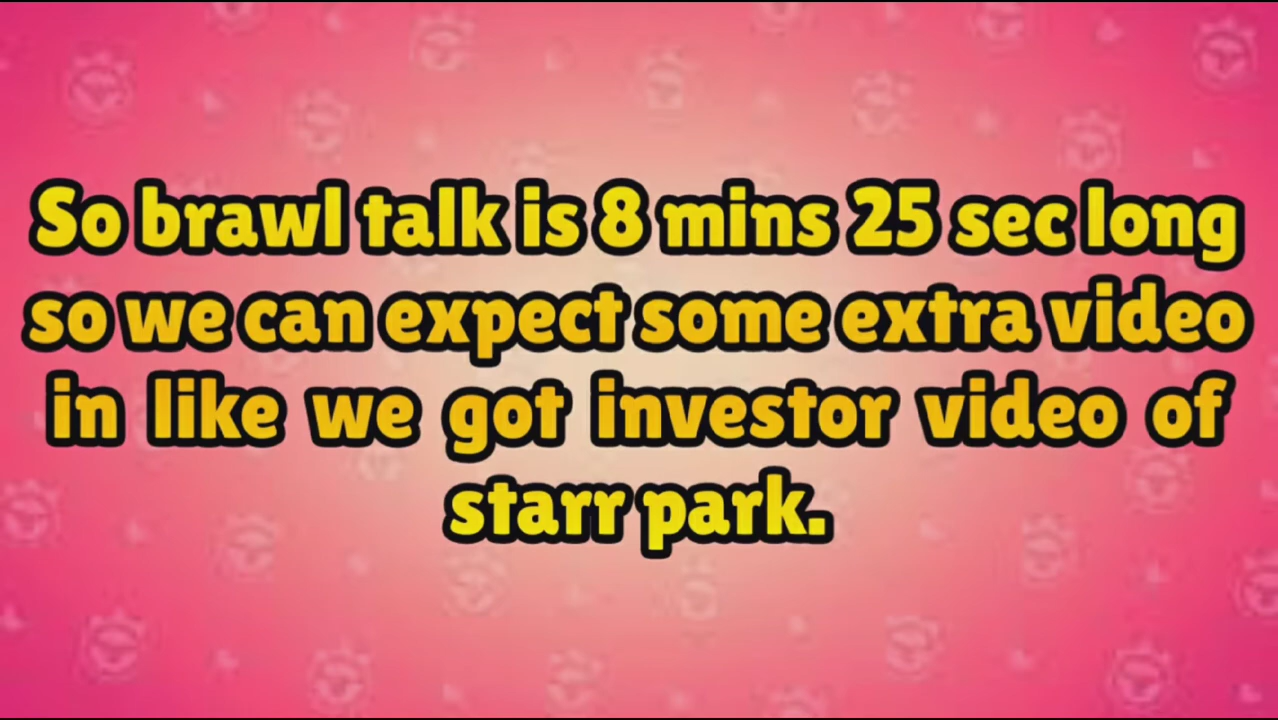 So brawl talk is 8 mins 25 sec long
so we can expect some extra video
in like we got investor video of
starr park.